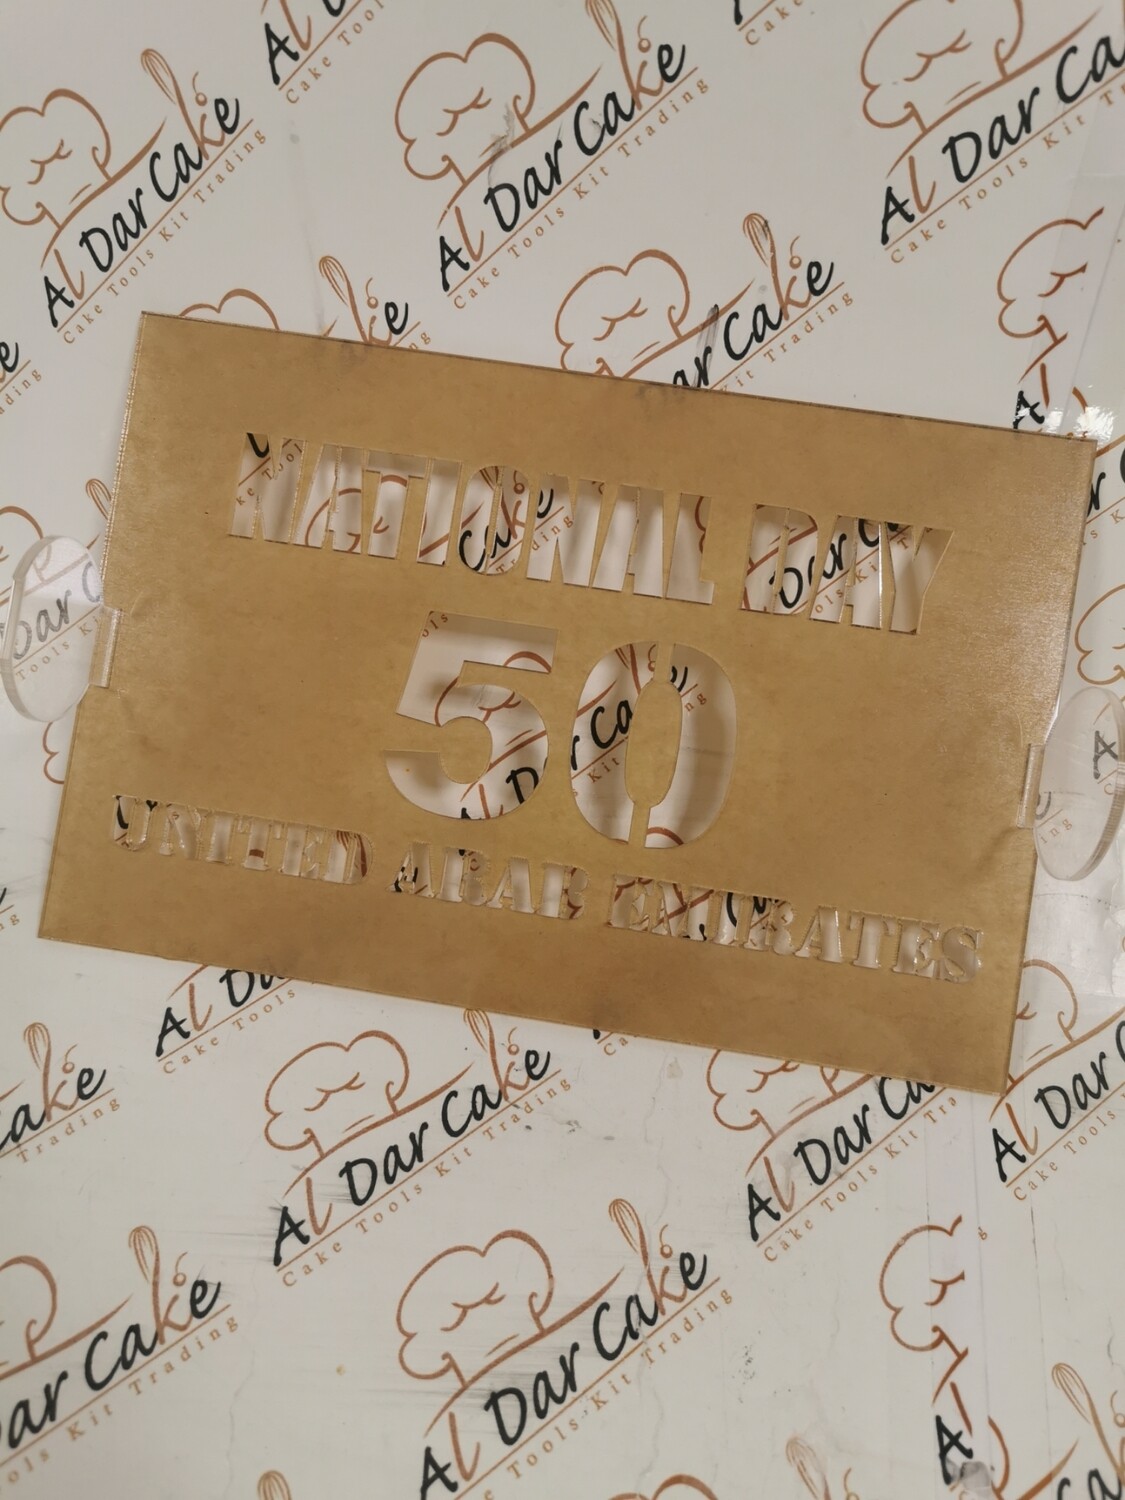 NATIONAL DAY
50
UNITED ARAB EMIRATES
Al Dar Cake
Cake Tools Kit Trading